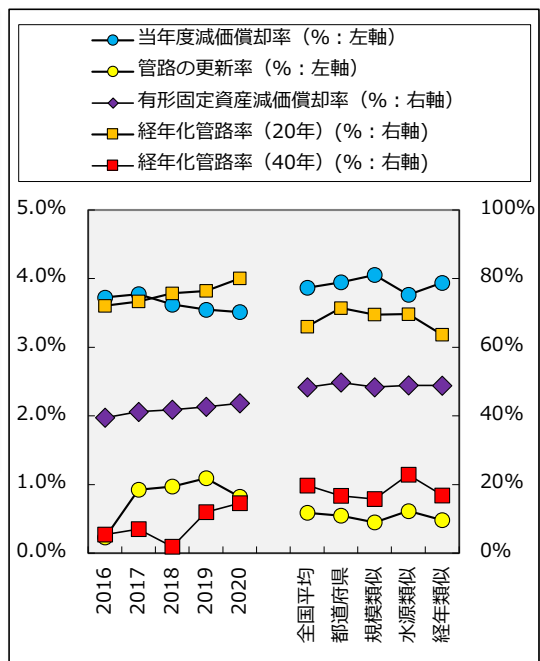 当年度減価償却率（%：左軸）
管路の更新率（%：左軸）
有形固定資産減価償却率（%：右軸）
経年化管路率（20年）(%：右軸)
経年化管路率（40年）(%：右軸)
5.0%
4.0%
3.0%
2.0%
1.0%
0.0%
100%
80%
60%
40%
20%
0%
2016
2017
2018
2019
2020
全国平均
都道府県
規模類似
水源類似
経年類似